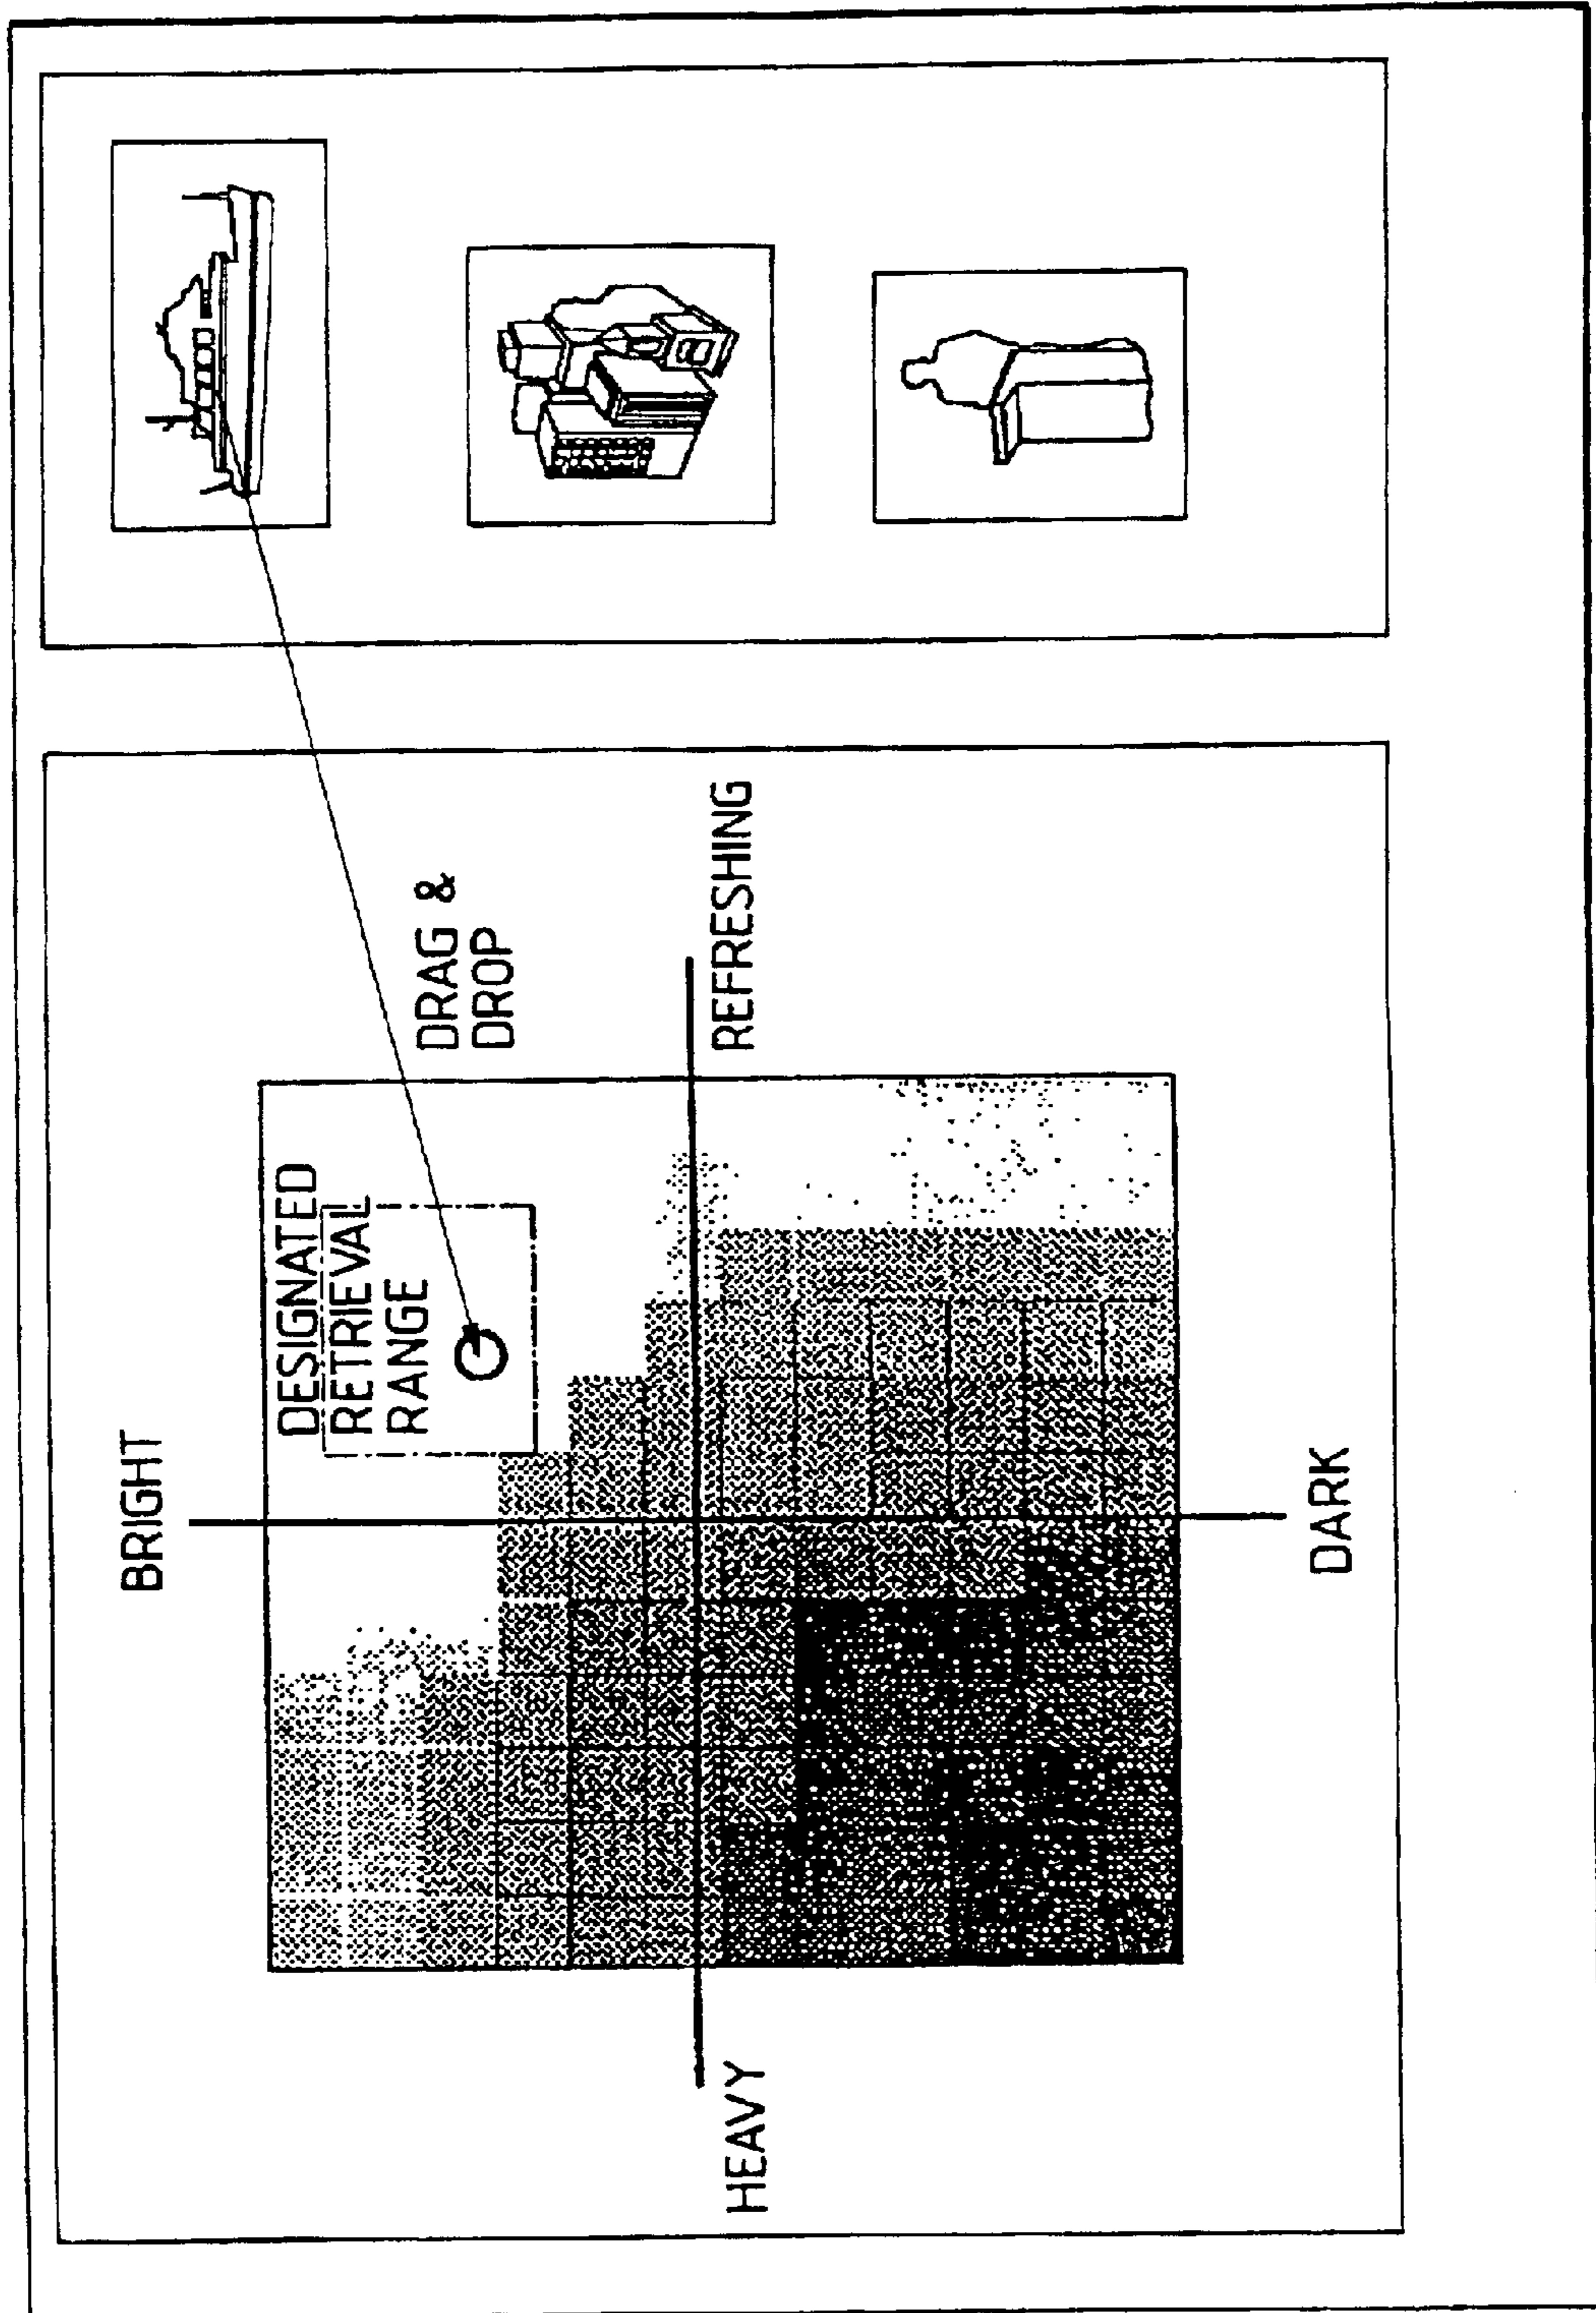 BRIGHT
DESIGNATED
RETRIEVAL
RANGE
DRAG &
DROP
HEAVY
REFRESHING
DARK